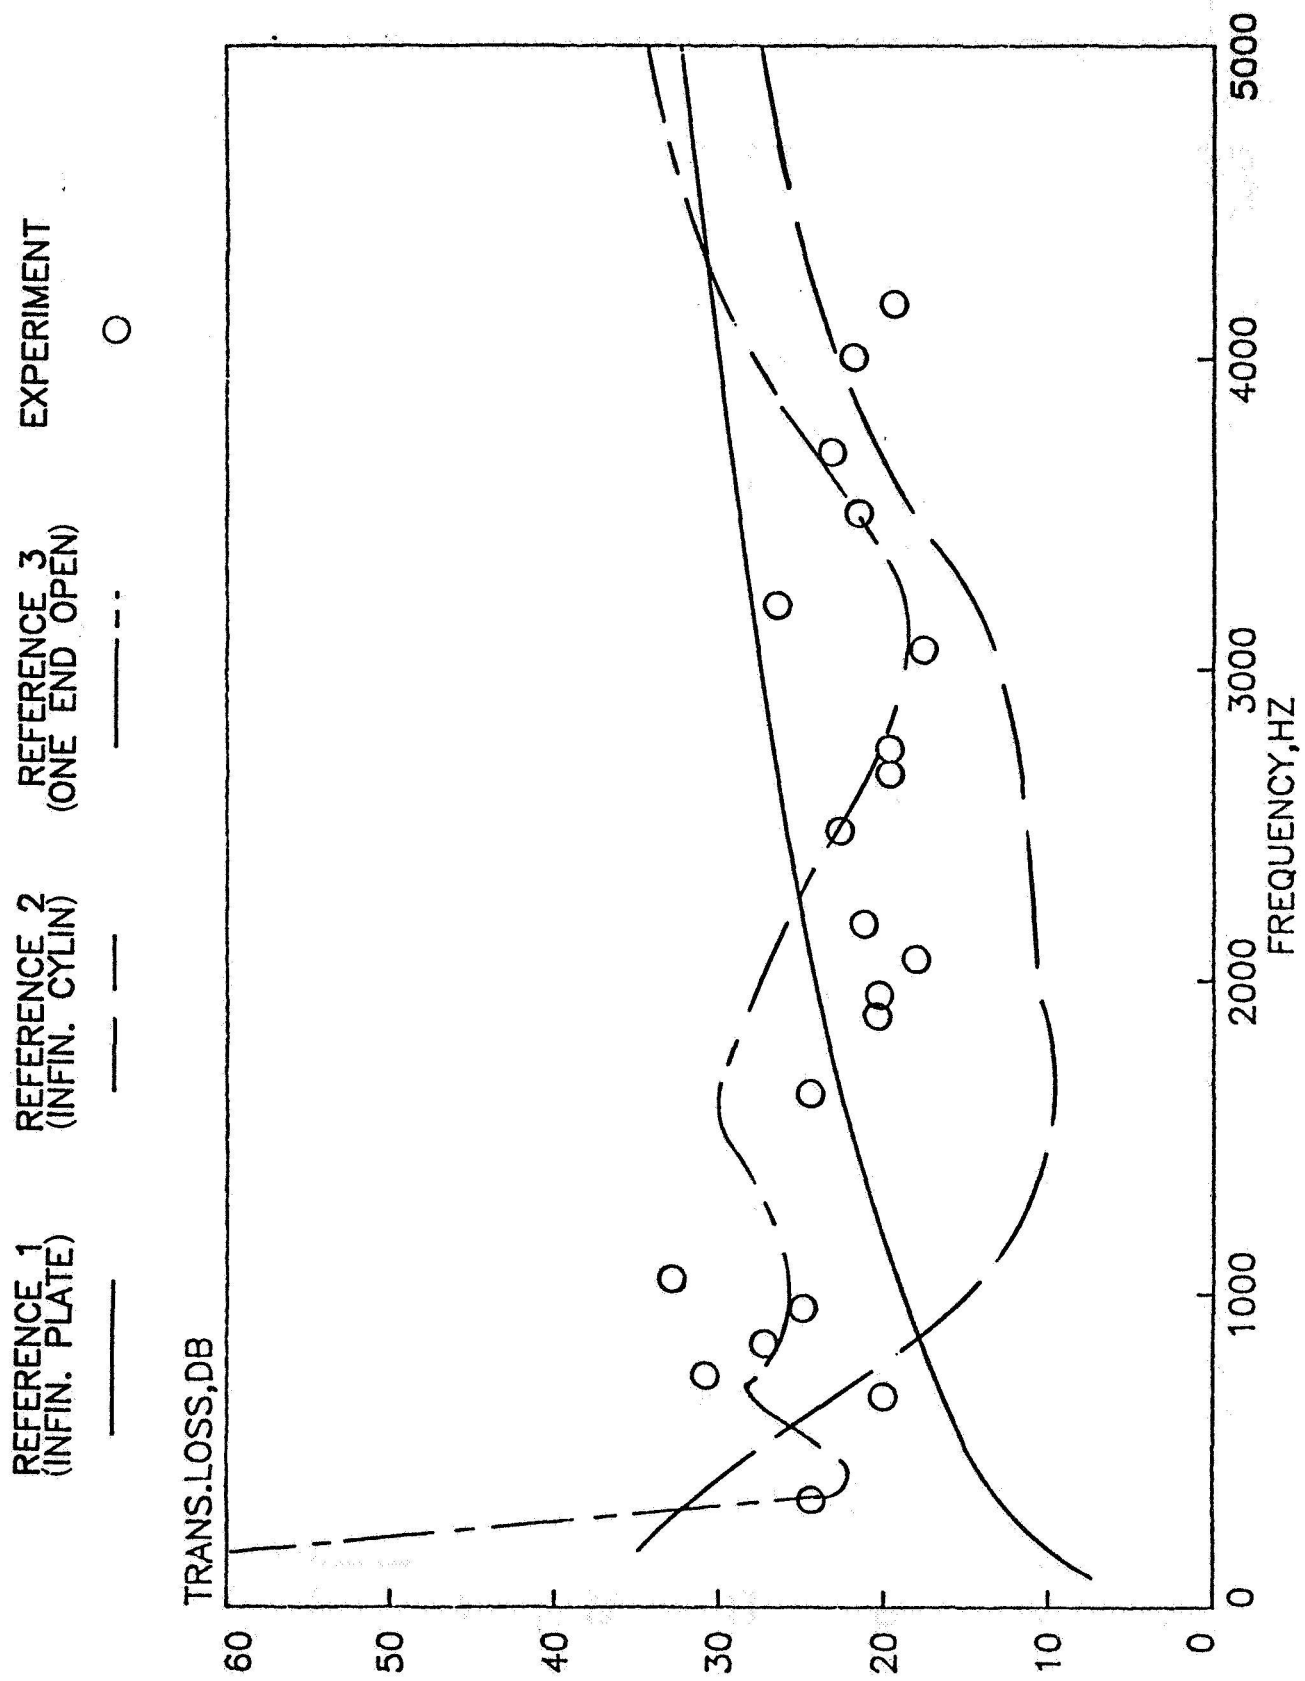 REFERENCE 1
(INFIN. PLATE)
REFERENCE 2
(INFIN. CYLIN)
REFERENCE 3
(ONE END OPEN)
EXPERIMENT
TRANS.LOSS,DB
60
50
40
30
20
10
0
0
1000
2000
3000
4000
5000
FREQUENCY,HZ